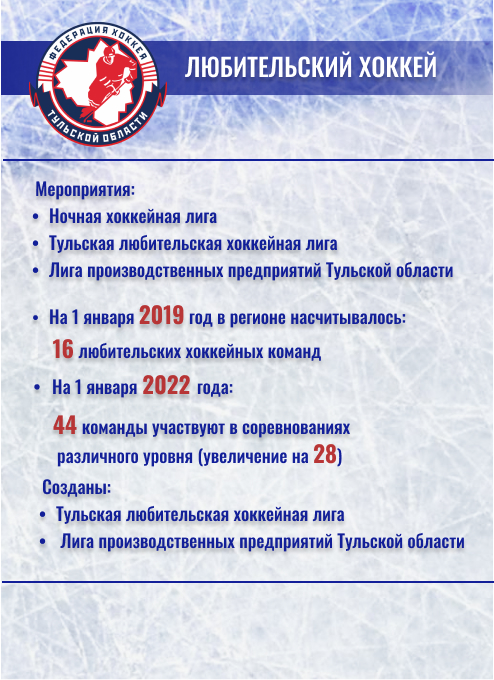 ФЕДЕРАЦИЯ ХОККЕЯ
ТУЛЬСКОЙ ОБЛАСТИ
ЛЮБИТЕЛЬСКИЙ ХОККЕЙ
Мероприятия:
• Ночная хоккейная лига
• Тульская любительская хоккейная лига
• Лига производственных предприятий Тульской области
• На 1 января 2019 год в регионе насчитывалось:
16 любительских хоккейных команд
• На 1 января 2022 года:
44 команды участвуют в соревнованиях
различного уровня (увеличение на 28)
Созданы:
• Тульская любительская хоккейная лига
• Лига производственных предприятий Тульской области